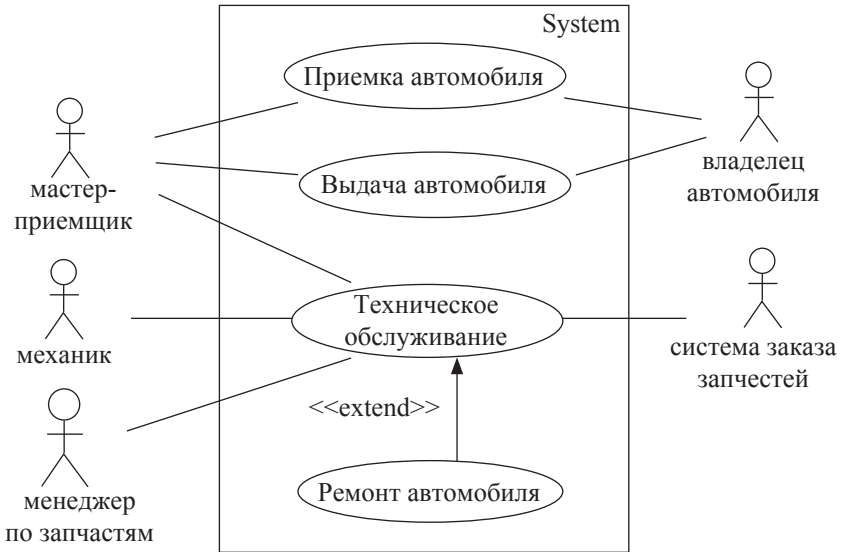 System
Приемка автомобиля
мастер-
приемщик
Выдача автомобиля
владелец
автомобиля
механик
Техническое
обслуживание
система заказа
запчестей
<<extend>>
менеджер
по запчастям
Ремонт автомобиля